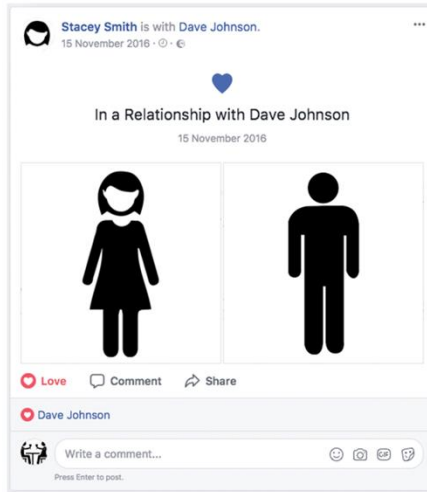 Stacey Smith is with Dave Johnson.
15 November 2016
In a Relationship with Dave Johnson
15 November 2016
Love Comment Share
Dave Johnson
Write a comment...
GIF
Press Enter to post.